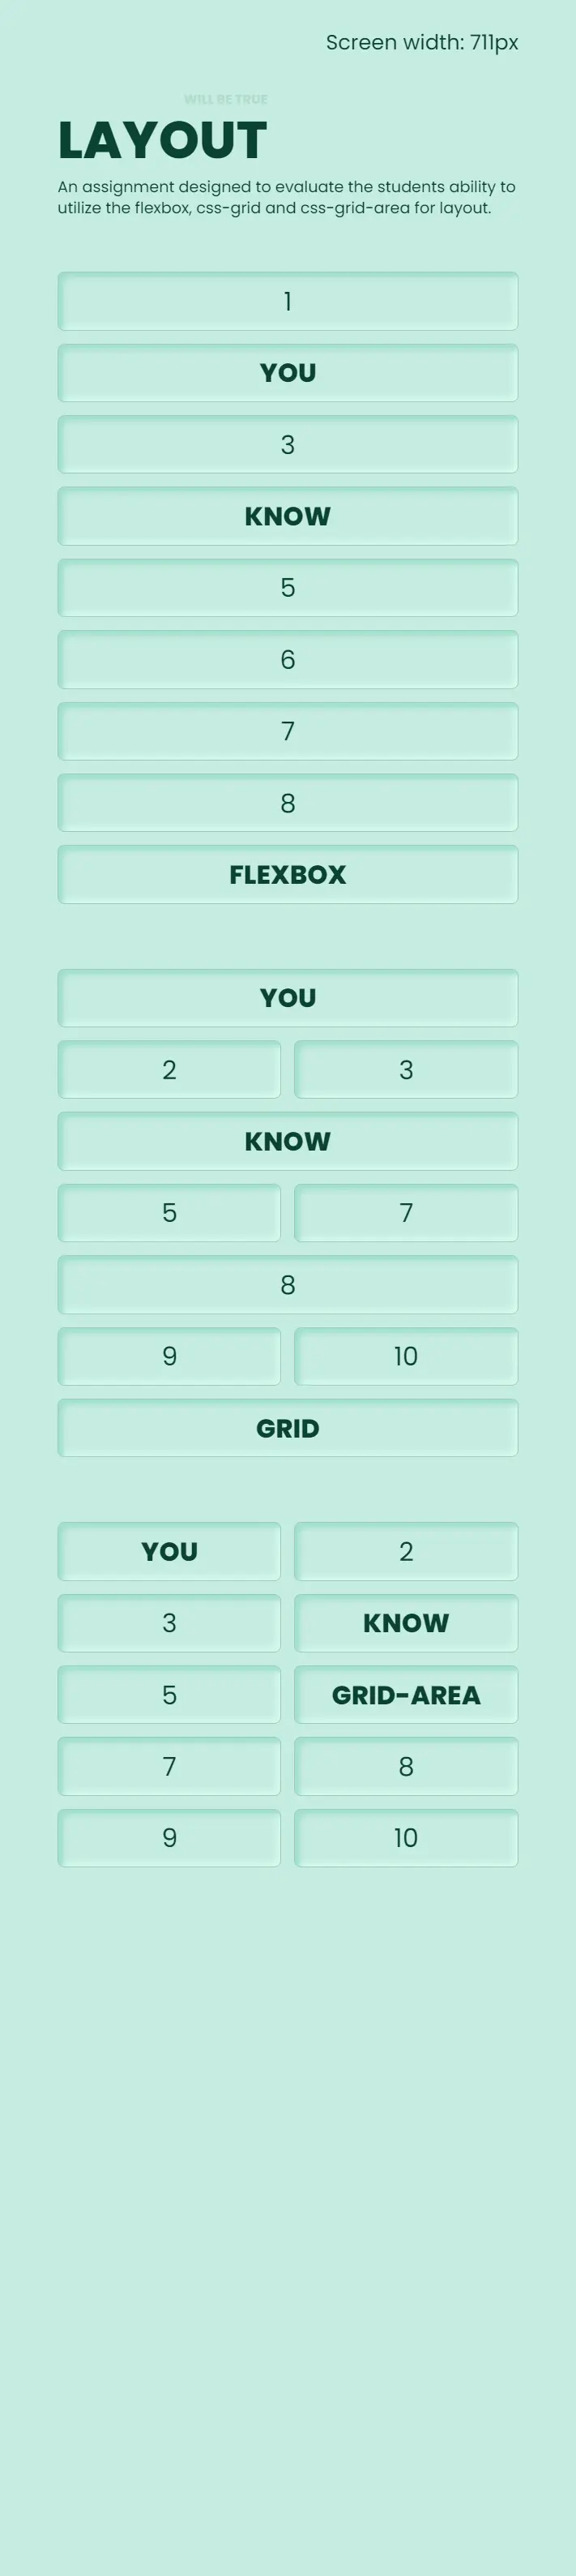 Screen width: 711px
WILL BE TRUE
LAYOUT
An assignment designed to evaluate the students ability to
utilize the flexbox, css-grid and css-grid-area for layout.
1
YOU
3
KNOW
5
6
7
8
FLEXBOX
YOU
2 3
KNOW
5 7
8
9 10
GRID
YOU 2
3 KNOW
5 GRID-AREA
7 8
9 10